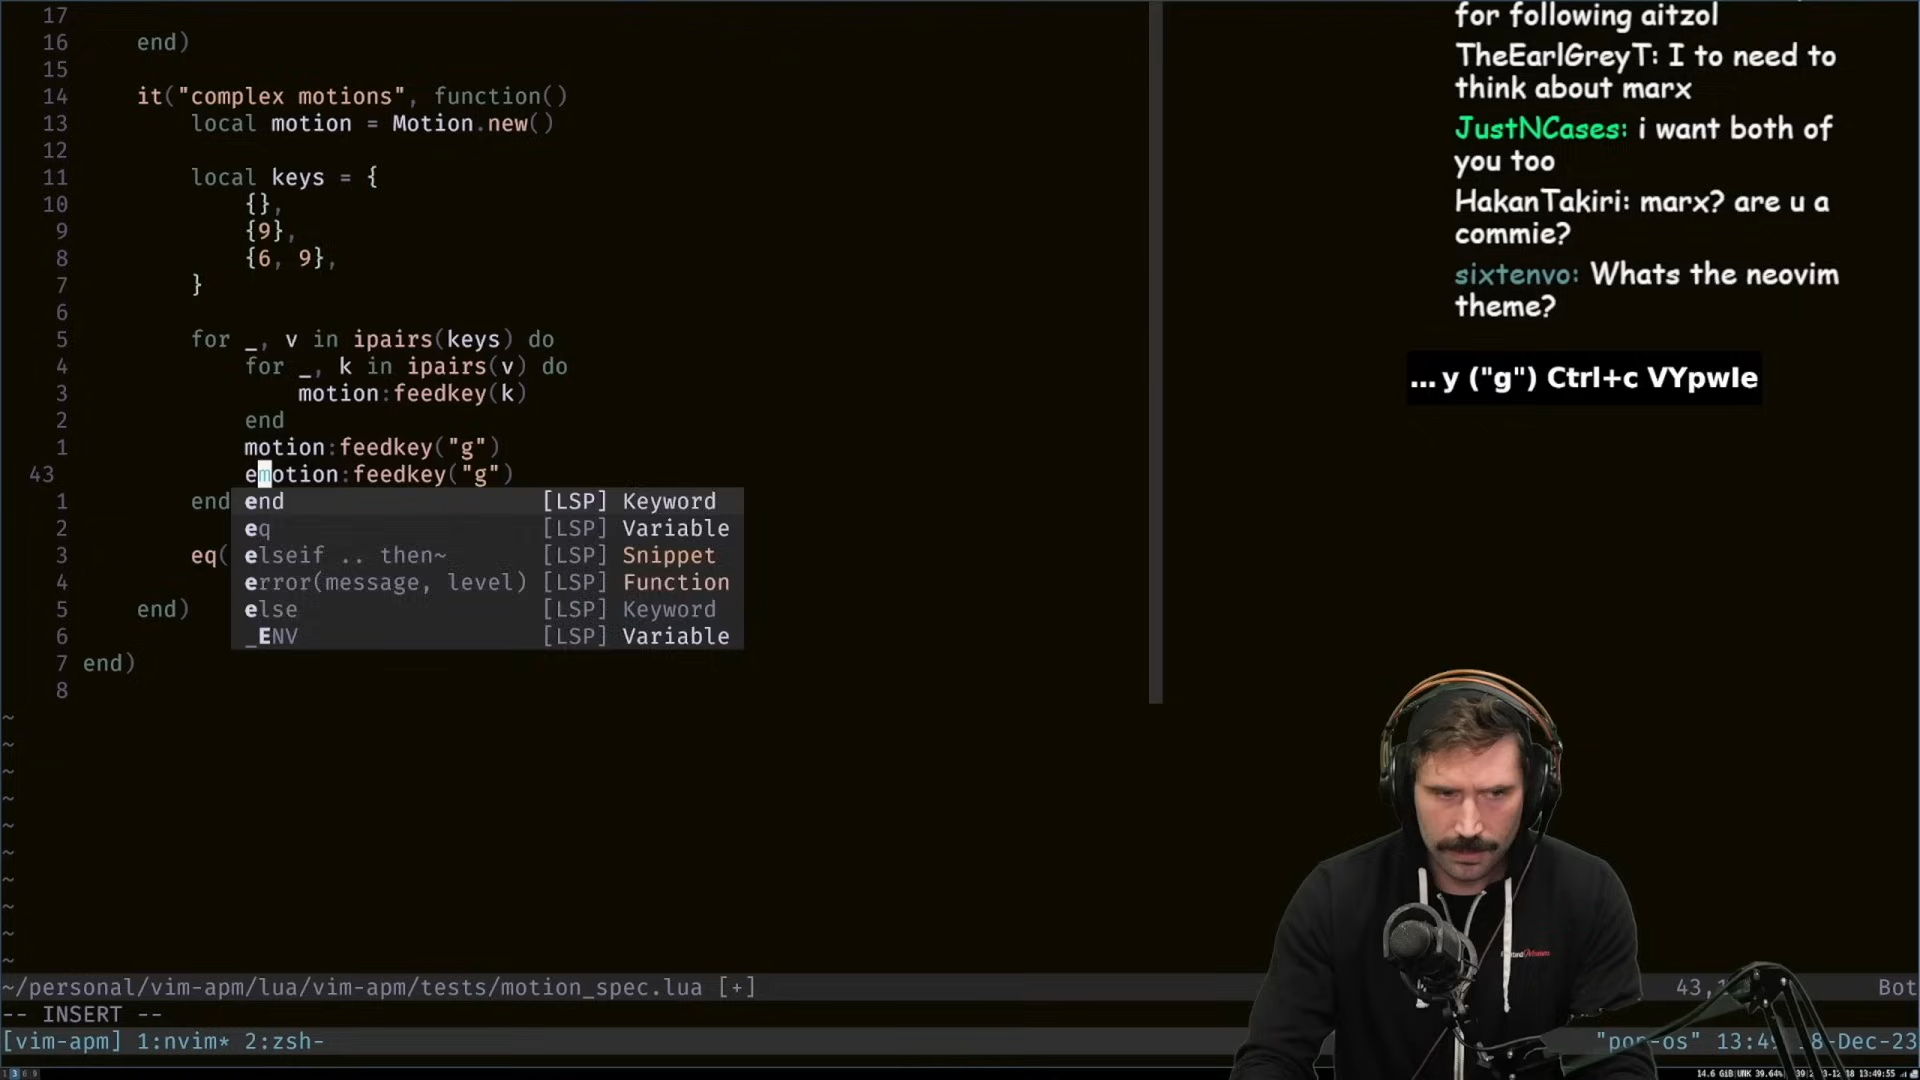 17
16 end)
15
14 it("complex motions", function()
13 local motion = Motion.new()
12
11 local keys = {
10 {},
9 {9},
8 {6, 9},
7 }
6
5 for _, v in ipairs(keys) do
4 for _, k in ipairs(v) do
3 motion:feedkey(k)
2 end
1 motion:feedkey("g")
43 emotion:feedkey("g")
1 end
end [LSP] Keyword
2
eq [LSP] Variable
3 eq(
elseif .. then~ [LSP] Snippet
4
error(message, level) [LSP] Function
5 end)
else [LSP] Keyword
6
_ENV [LSP] Variable
7 end)
8
~
~
~
~
~
~
~
~
~
~
~/personal/vim-apm/lua/vim-apm/tests/motion_spec.lua [+]
Bot
-- INSERT --
[vim-apm] 1:nvim* 2:zsh-
for following aitzol
TheEarlGreyT: I to need to
think about marx
JustNCases: i want both of
you too
HakanTakiri: marx? are u a
commie?
sixtenvo: Whats the neovim
theme?
... y ("g") Ctrl+c VYpwIe